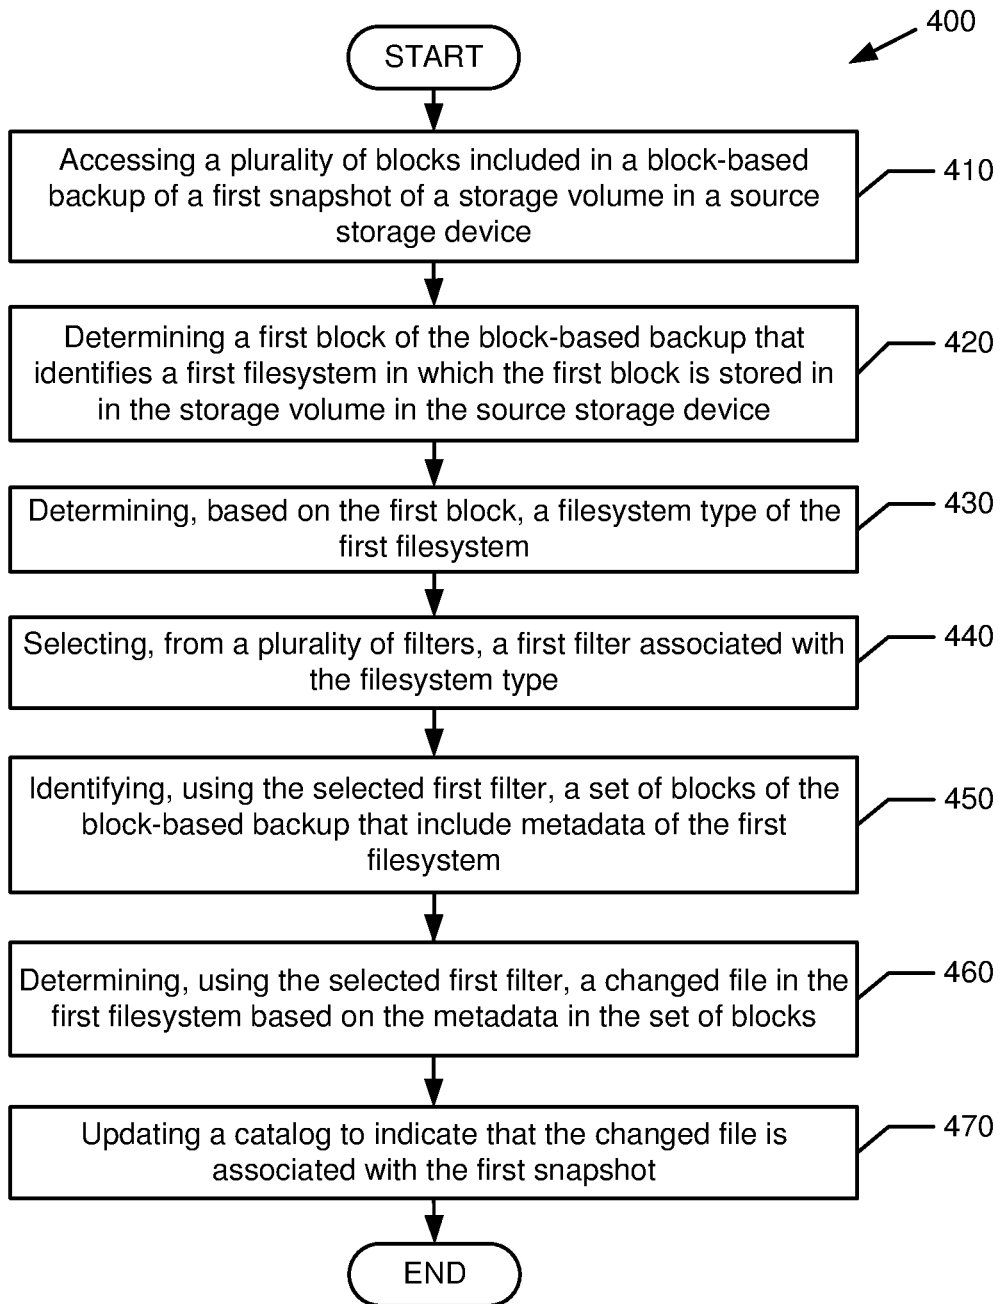 400
START
Accessing a plurality of blocks included in a block-based
backup of a first snapshot of a storage volume in a source
storage device
410
Determining a first block of the block-based backup that
identifies a first filesystem in which the first block is stored in
in the storage volume in the source storage device
420
Determining, based on the first block, a filesystem type of the
first filesystem
430
Selecting, from a plurality of filters, a first filter associated with
the filesystem type
440
Identifying, using the selected first filter, a set of blocks of the
block-based backup that include metadata of the first
filesystem
450
Determining, using the selected first filter, a changed file in the
first filesystem based on the metadata in the set of blocks
460
Updating a catalog to indicate that the changed file is
associated with the first snapshot
470
END